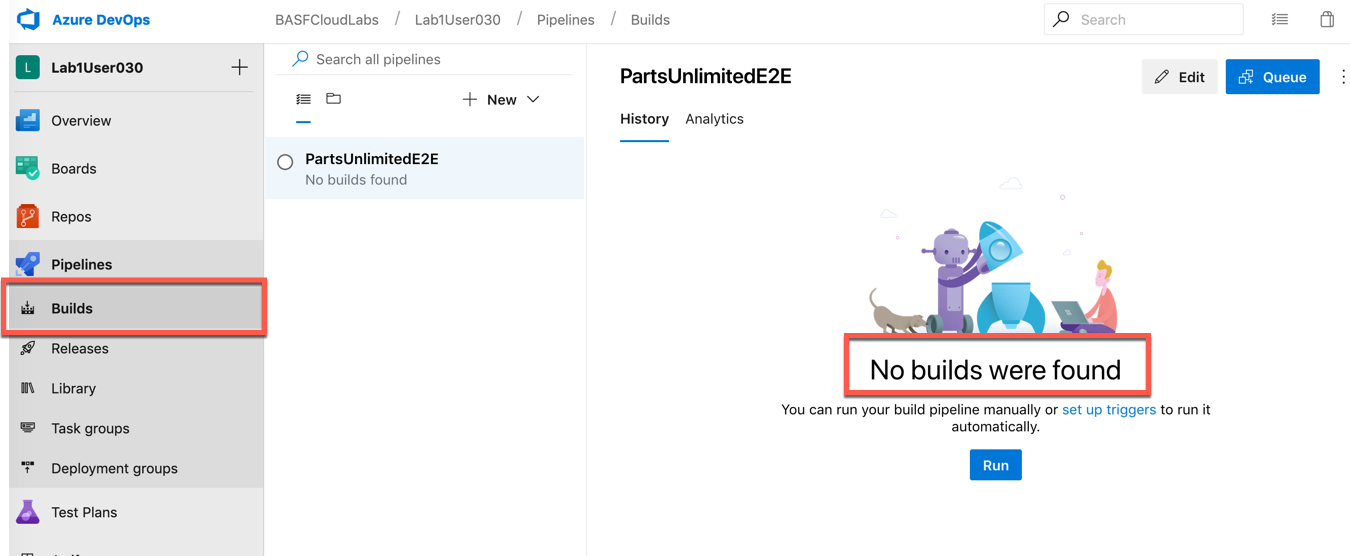 Azure DevOps
BASFCloudLabs / Lab1User030 / Pipelines / Builds
Search
L
Lab1User030
Overview
Boards
Repos
Pipelines
Builds
Releases
Library
Task groups
Deployment groups
Test Plans
Search all pipelines
New
PartsUnlimitedE2E
No builds found
PartsUnlimitedE2E
Edit
Queue
History Analytics
No builds were found
You can run your build pipeline manually or set up triggers to run it
automatically.
Run